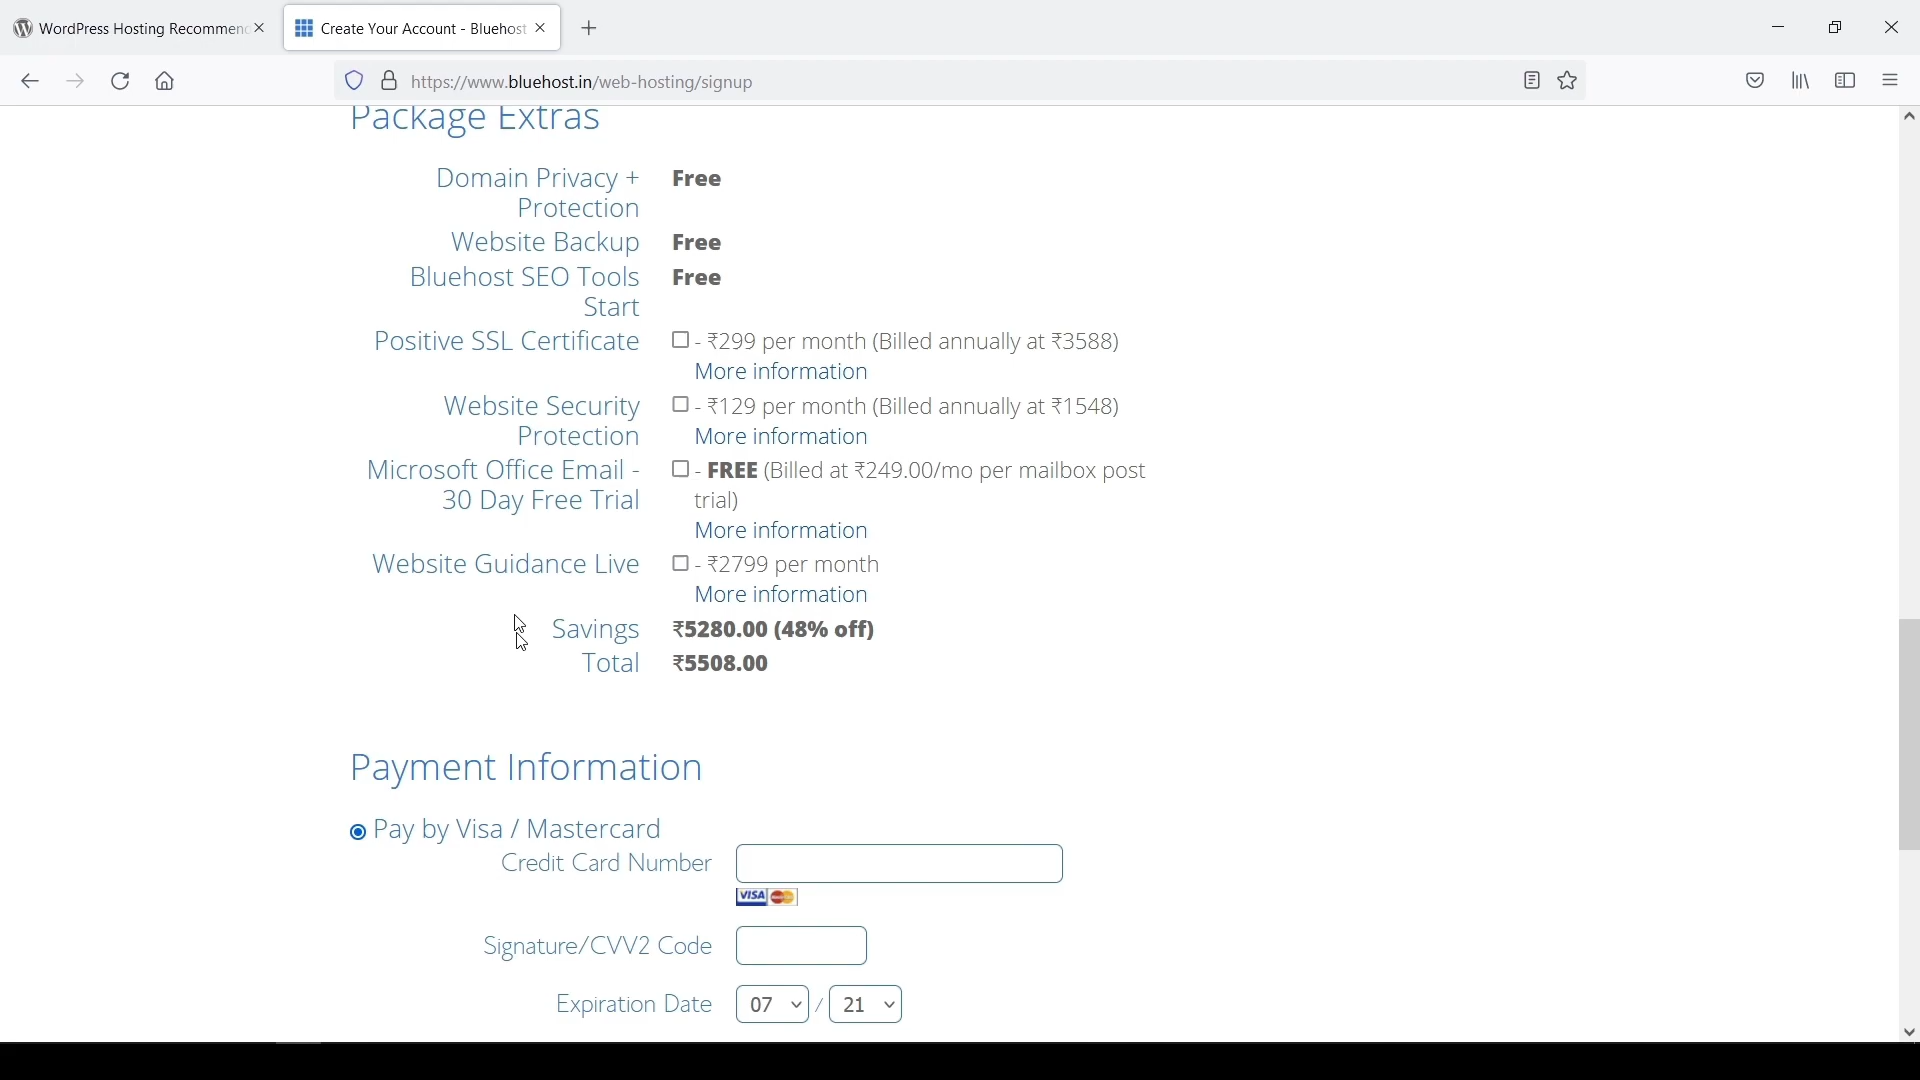 WordPress Hosting Recommen
Create Your Account - Bluehost
https://www.bluehost.in/web-hosting/signup
Package Extras
Domain Privacy + Free
Protection
Website Backup Free
Bluehost SEO Tools Free
Start
Positive SSL Certificate - ₹299 per month (Billed annually at ₹3588)
More information
Website Security - ₹129 per month (Billed annually at ₹1548)
Protection More information
Microsoft Office Email - - FREE (Billed at ₹249.00/mo per mailbox post
30 Day Free Trial trial)
More information
Website Guidance Live - ₹2799 per month
More information
Savings ₹5280.00 (48% off)
Total ₹5508.00
Payment Information
Pay by Visa / Mastercard
Credit Card Number
VISA
Signature/CVV2 Code
Expiration Date 07 / 21